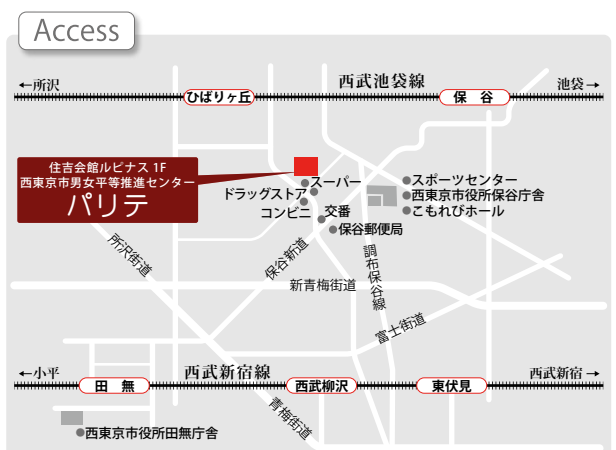 Access
←所沢
西武池袋線
池袋→
ひばりヶ丘
保 谷
住吉会館ルピナス 1F
西東京市男女平等推進センター
パリテ
スーパー
ドラッグストア
コンビニ
スポーツセンター
西東京市役所保谷庁舎
こもれびホール
交番
保谷郵便局
所沢街道
保谷新道
調布保谷線
新青梅街道
富士街道
←小平
西武新宿線
西武新宿→
田 無
西武柳沢
東伏見
青梅街道
西東京市役所田無庁舎